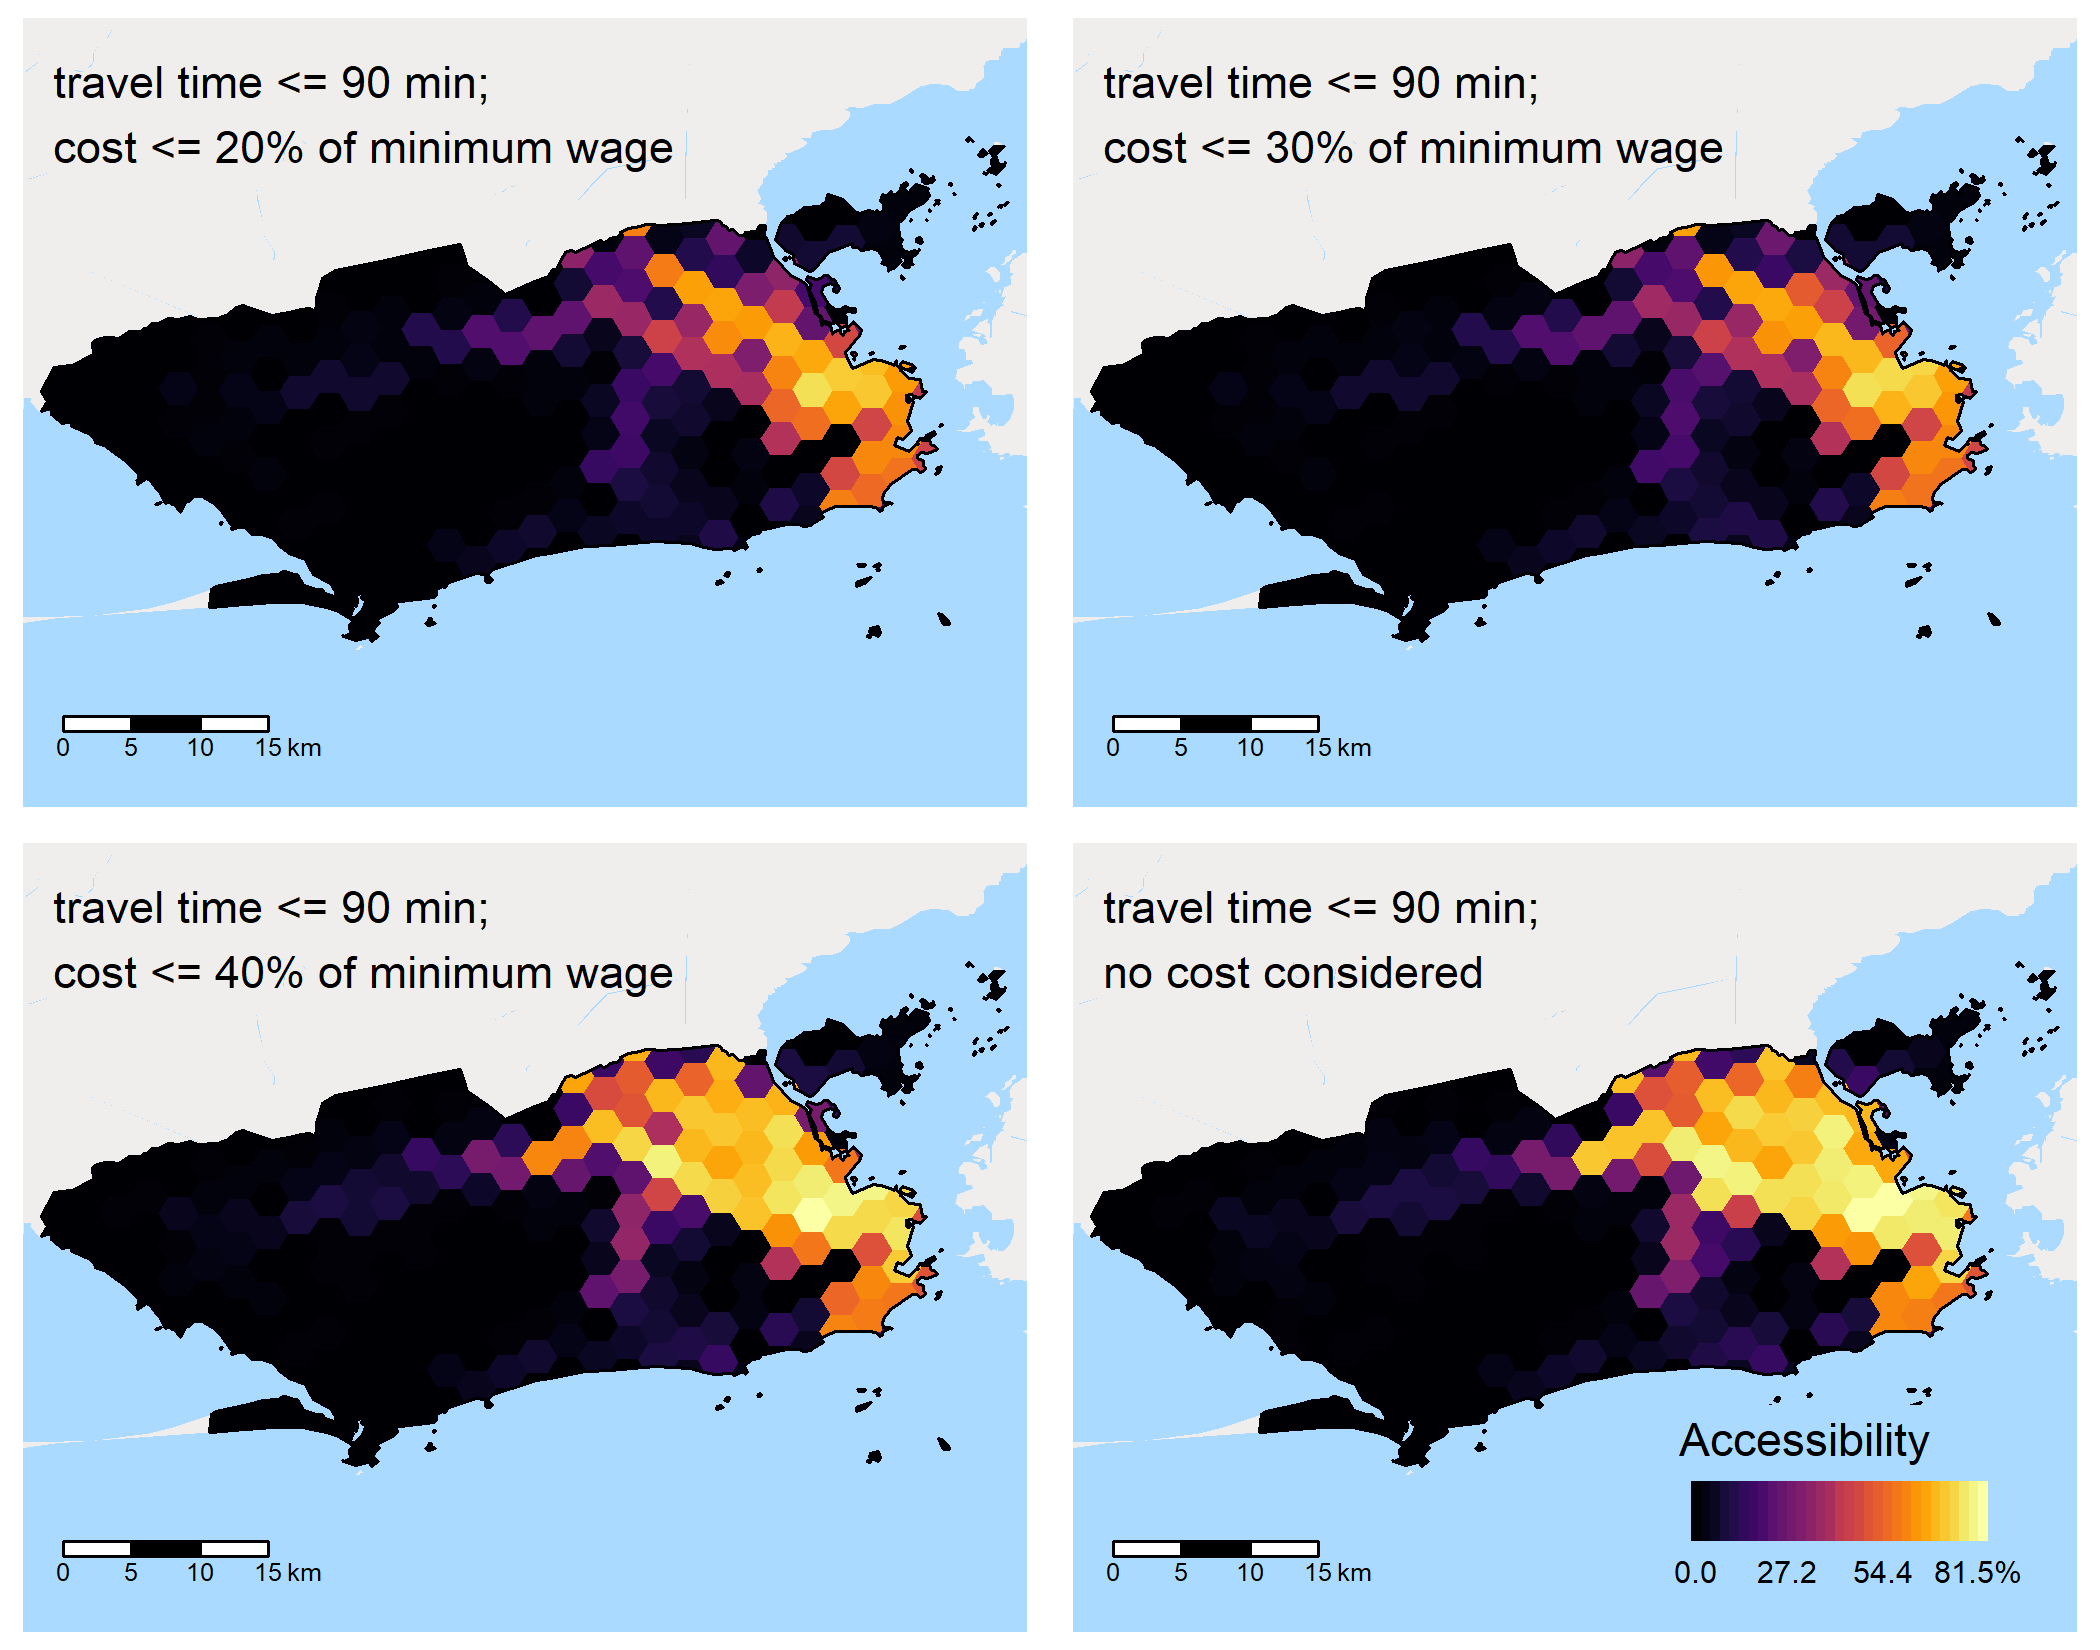 travel time <= 90 min;
cost <= 20% of minimum wage
0 5 10 15 km
travel time <= 90 min;
cost <= 30% of minimum wage
0 5 10 15 km
travel time <= 90 min;
cost <= 40% of minimum wage
0 5 10 15 km
travel time <= 90 min;
no cost considered
Accessibility
0.0 27.2 54.4 81.5%
0 5 10 15 km